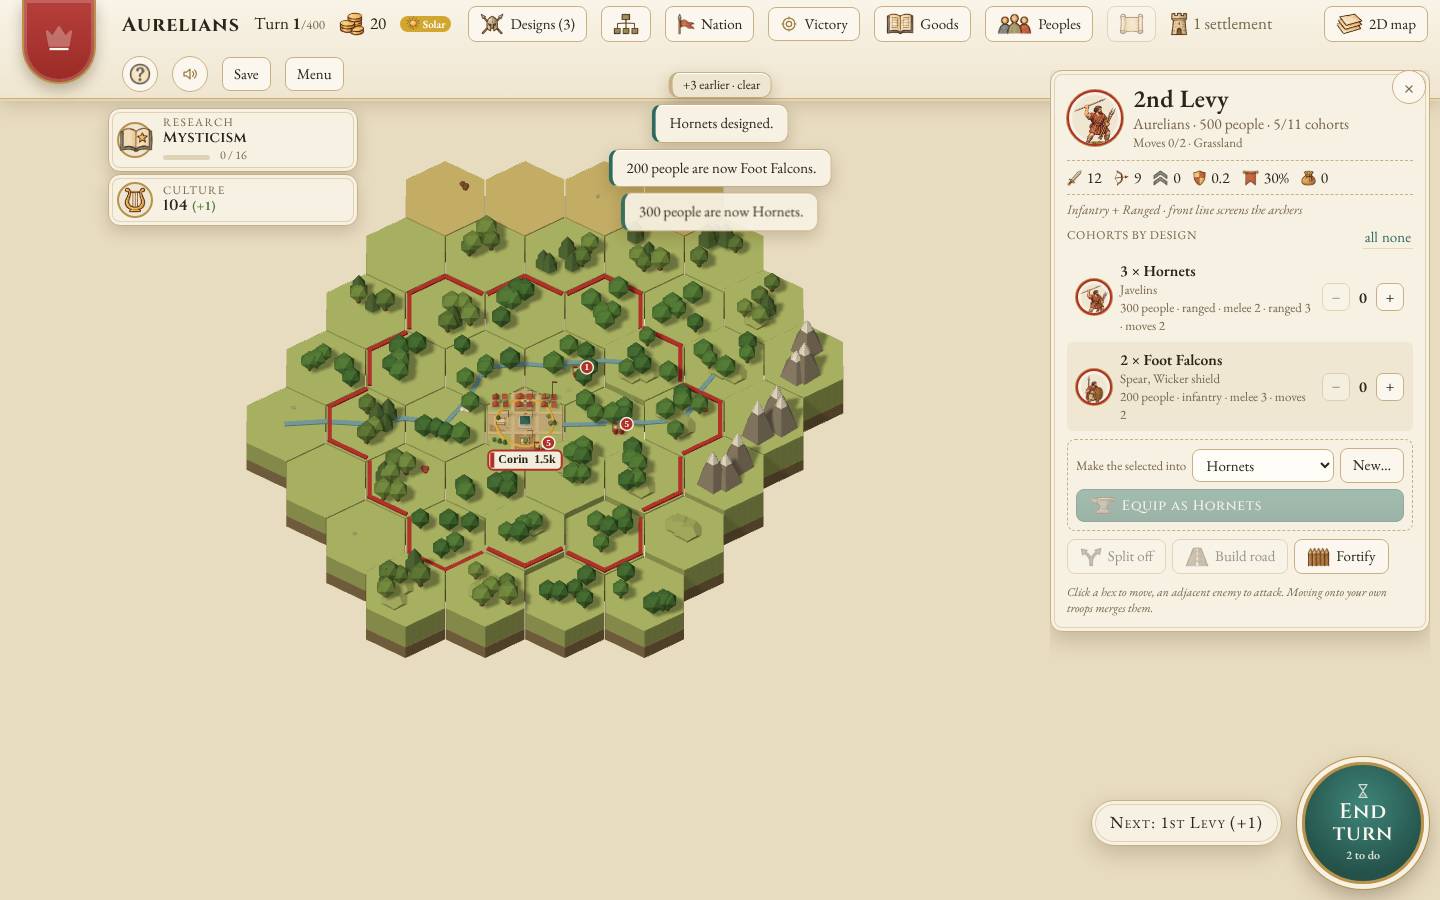 Aurelians
Turn 1/400
20
Solar
Designs (3)
Nation
Victory
Goods
Peoples
1 settlement
2D map
?
Save
Menu
+3 earlier · clear
Hornets designed.
200 people are now Foot Falcons.
300 people are now Hornets.
RESEARCH
Mysticism
0 / 16
CULTURE
104 (+1)
1
5
5
Corin 1.5k
×
2nd Levy
Aurelians · 500 people · 5/11 cohorts
Moves 0/2 · Grassland
12 9 0 0.2 30% 0
Infantry + Ranged · front line screens the archers
COHORTS BY DESIGN
all none
3 × Hornets
Javelins
300 people · ranged · melee 2 · ranged 3
· moves 2
− 0 +
2 × Foot Falcons
Spear, Wicker shield
200 people · infantry · melee 3 · moves
2
− 0 +
Make the selected into
Hornets
New...
Equip as Hornets
Split off
Build road
Fortify
Click a hex to move, an adjacent enemy to attack. Moving onto your own
troops merges them.
Next: 1st Levy (+1)
End
turn
2 to do